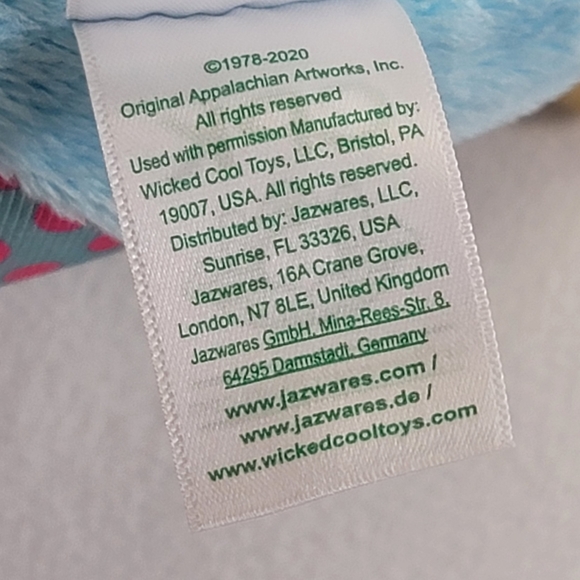 ©1978-2020
Original Appalachian Artworks, Inc.
All rights reserved
Used with permission Manufactured by:
Wicked Cool Toys, LLC, Bristol, PA
19007, USA. All rights reserved.
Distributed by: Jazwares, LLC,
Sunrise, FL 33326, USA
Jazwares, 16A Crane Grove,
London, N7 8LE, United Kingdom
Jazwares GmbH, Mina-Rees-Str. 8,
64295 Darmstadt, Germany
www.jazwares.com /
www.jazwares.de /
www.wickedcooltoys.com